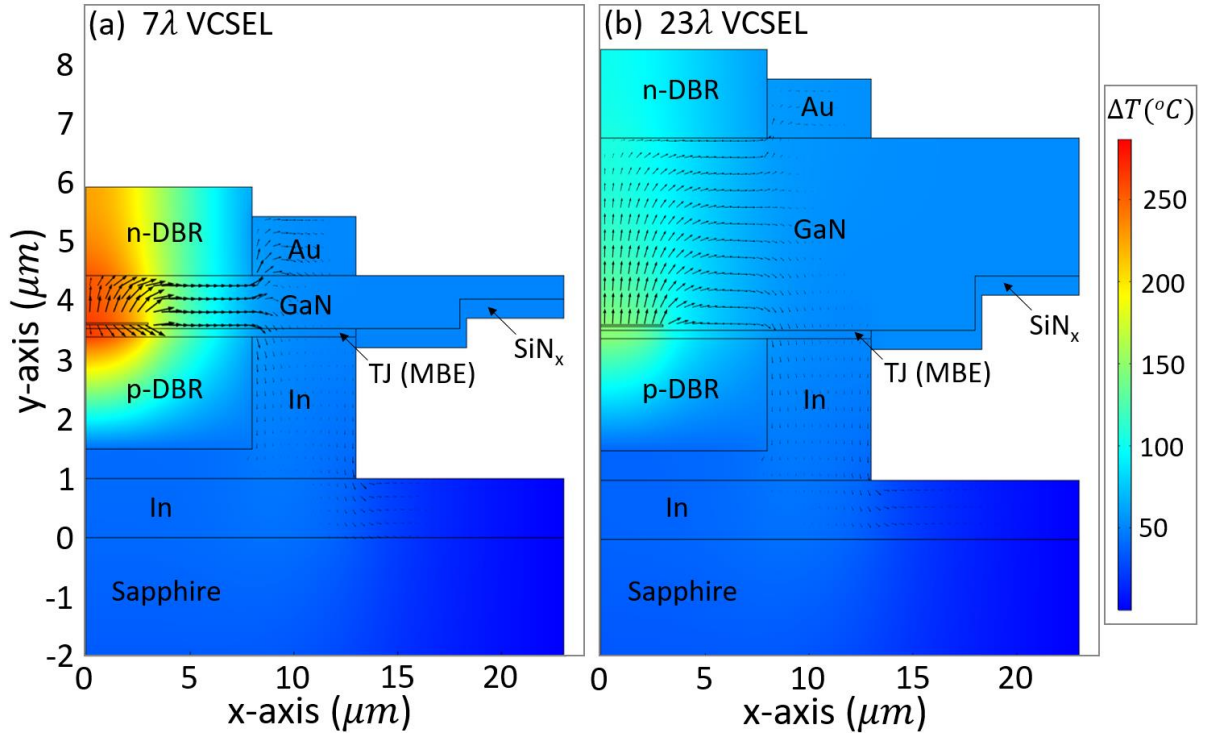 (a) 7λ VCSEL
(b) 23λ VCSEL
8
7
6
5
4
3
2
1
0
-1
-2
y-axis (μm)
n-DBR
Au
GaN
SiNx
TJ (MBE)
p-DBR
In
In
Sapphire
0 5 10 15 20
x-axis (μm)
n-DBR
Au
GaN
SiNx
TJ (MBE)
p-DBR
In
In
Sapphire
0 5 10 15 20
x-axis (μm)
ΔT(°C)
250
200
150
100
50